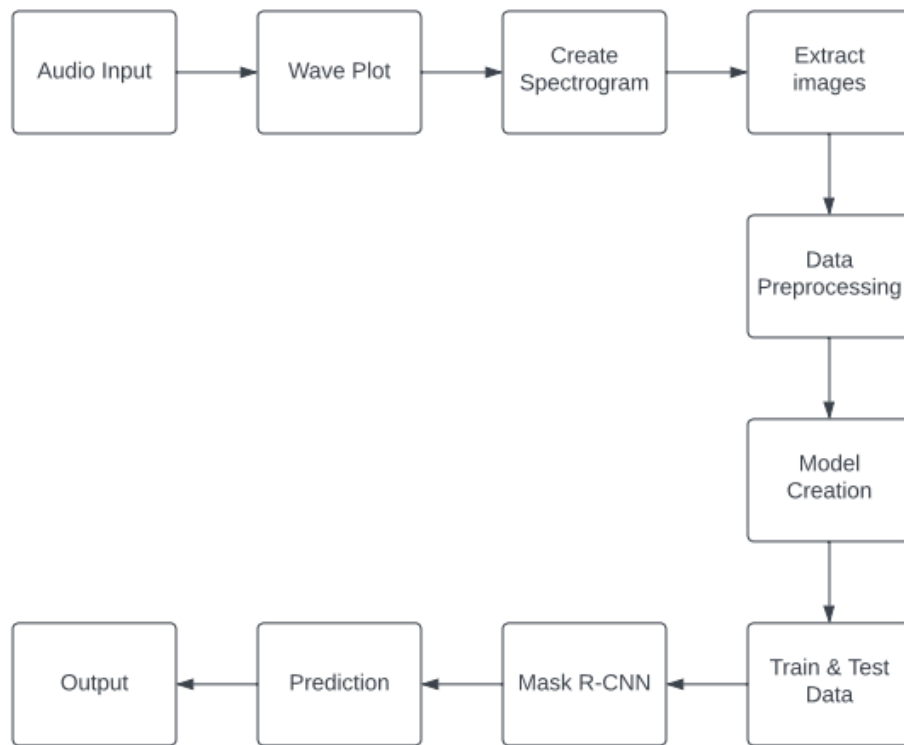 Audio Input
Wave Plot
Create
Spectrogram
Extract
images
Data
Preprocessing
Model
Creation
Train & Test
Data
Mask R-CNN
Prediction
Output